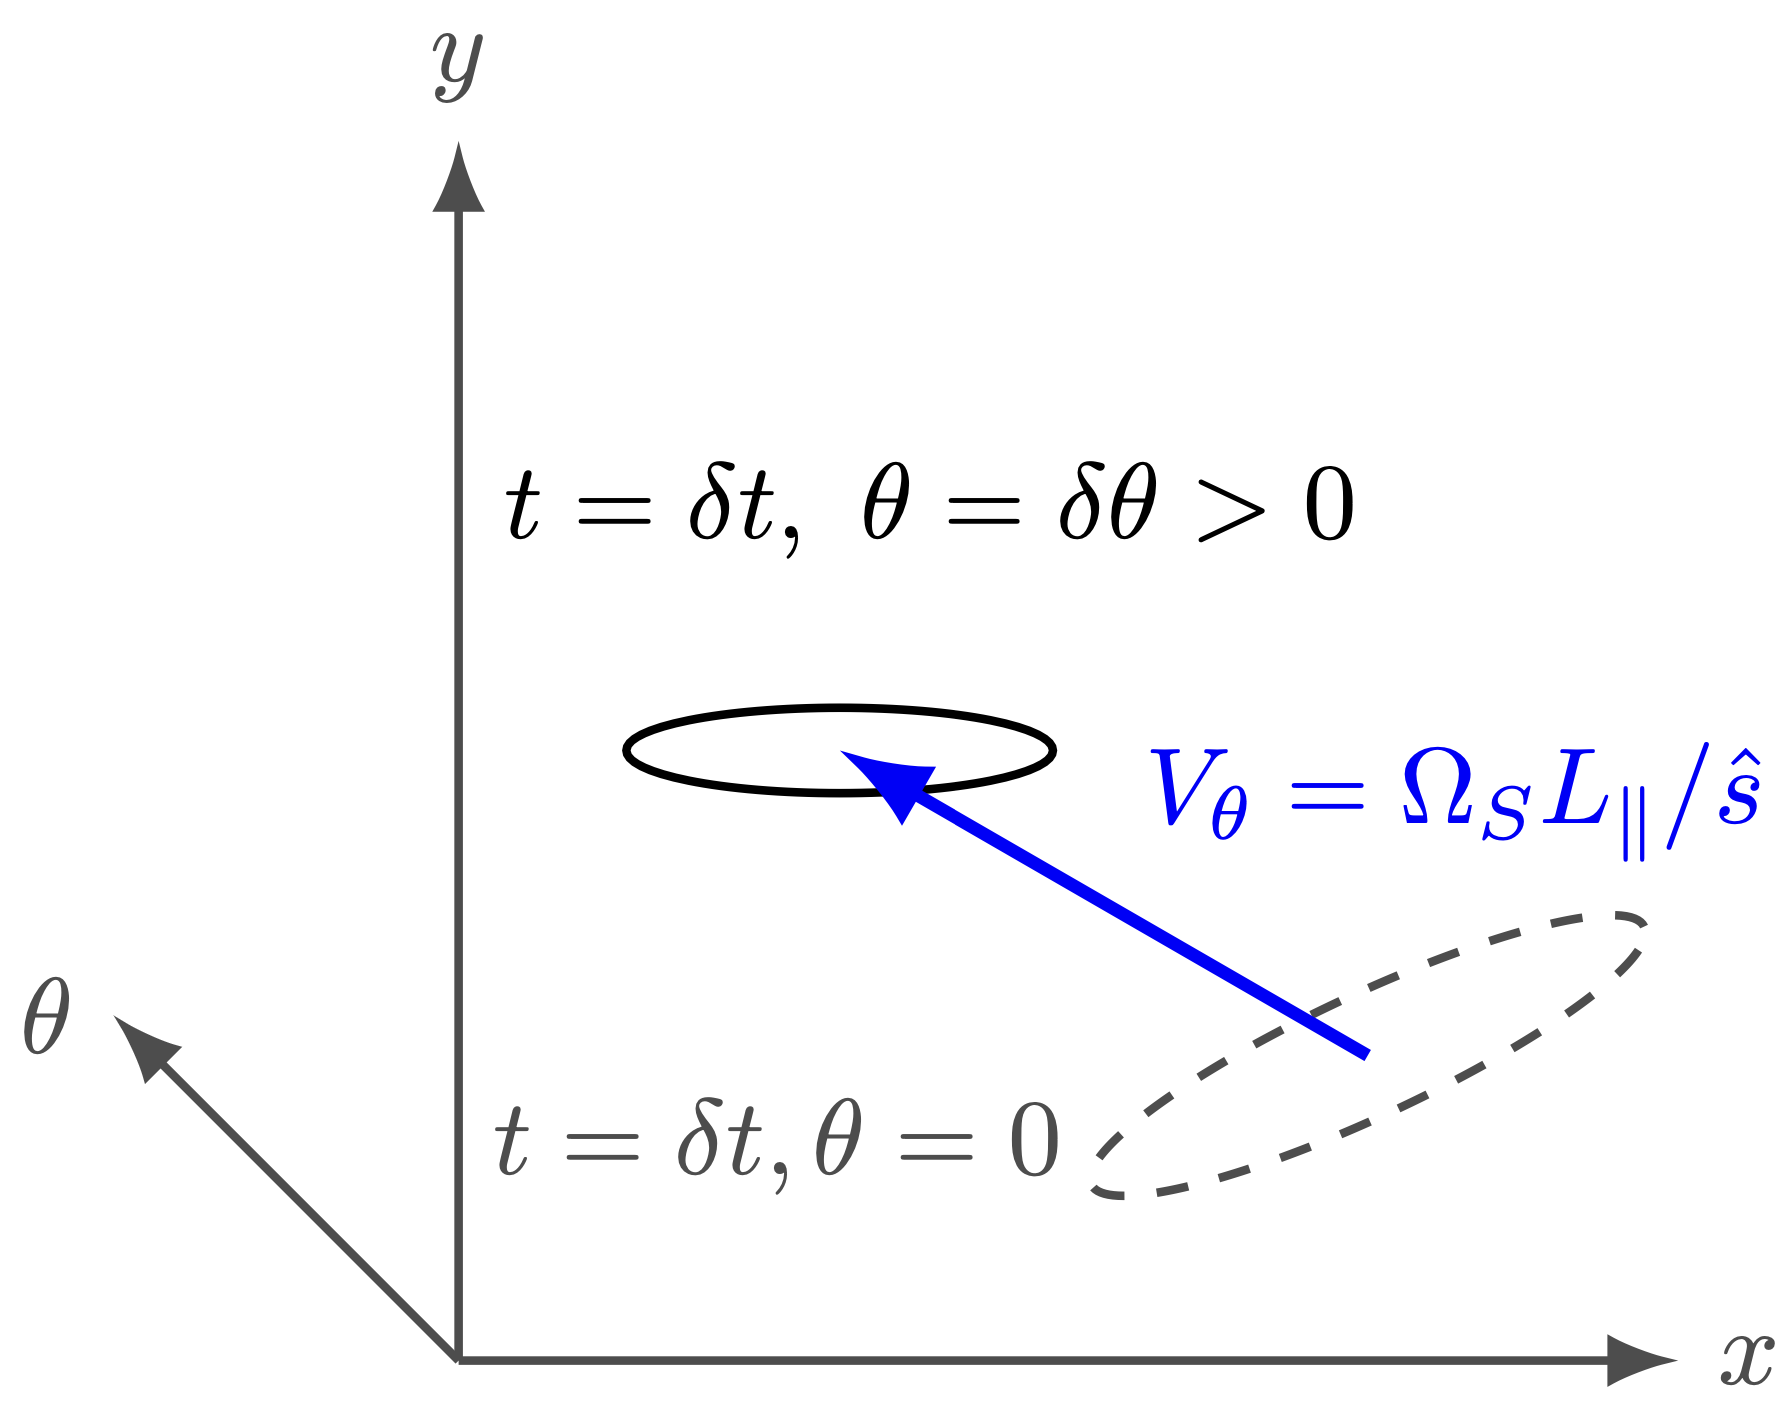 y
t = δt, θ = δθ > 0
V_θ = Ω_S L_∥/ŝ
θ
t = δt, θ = 0
x